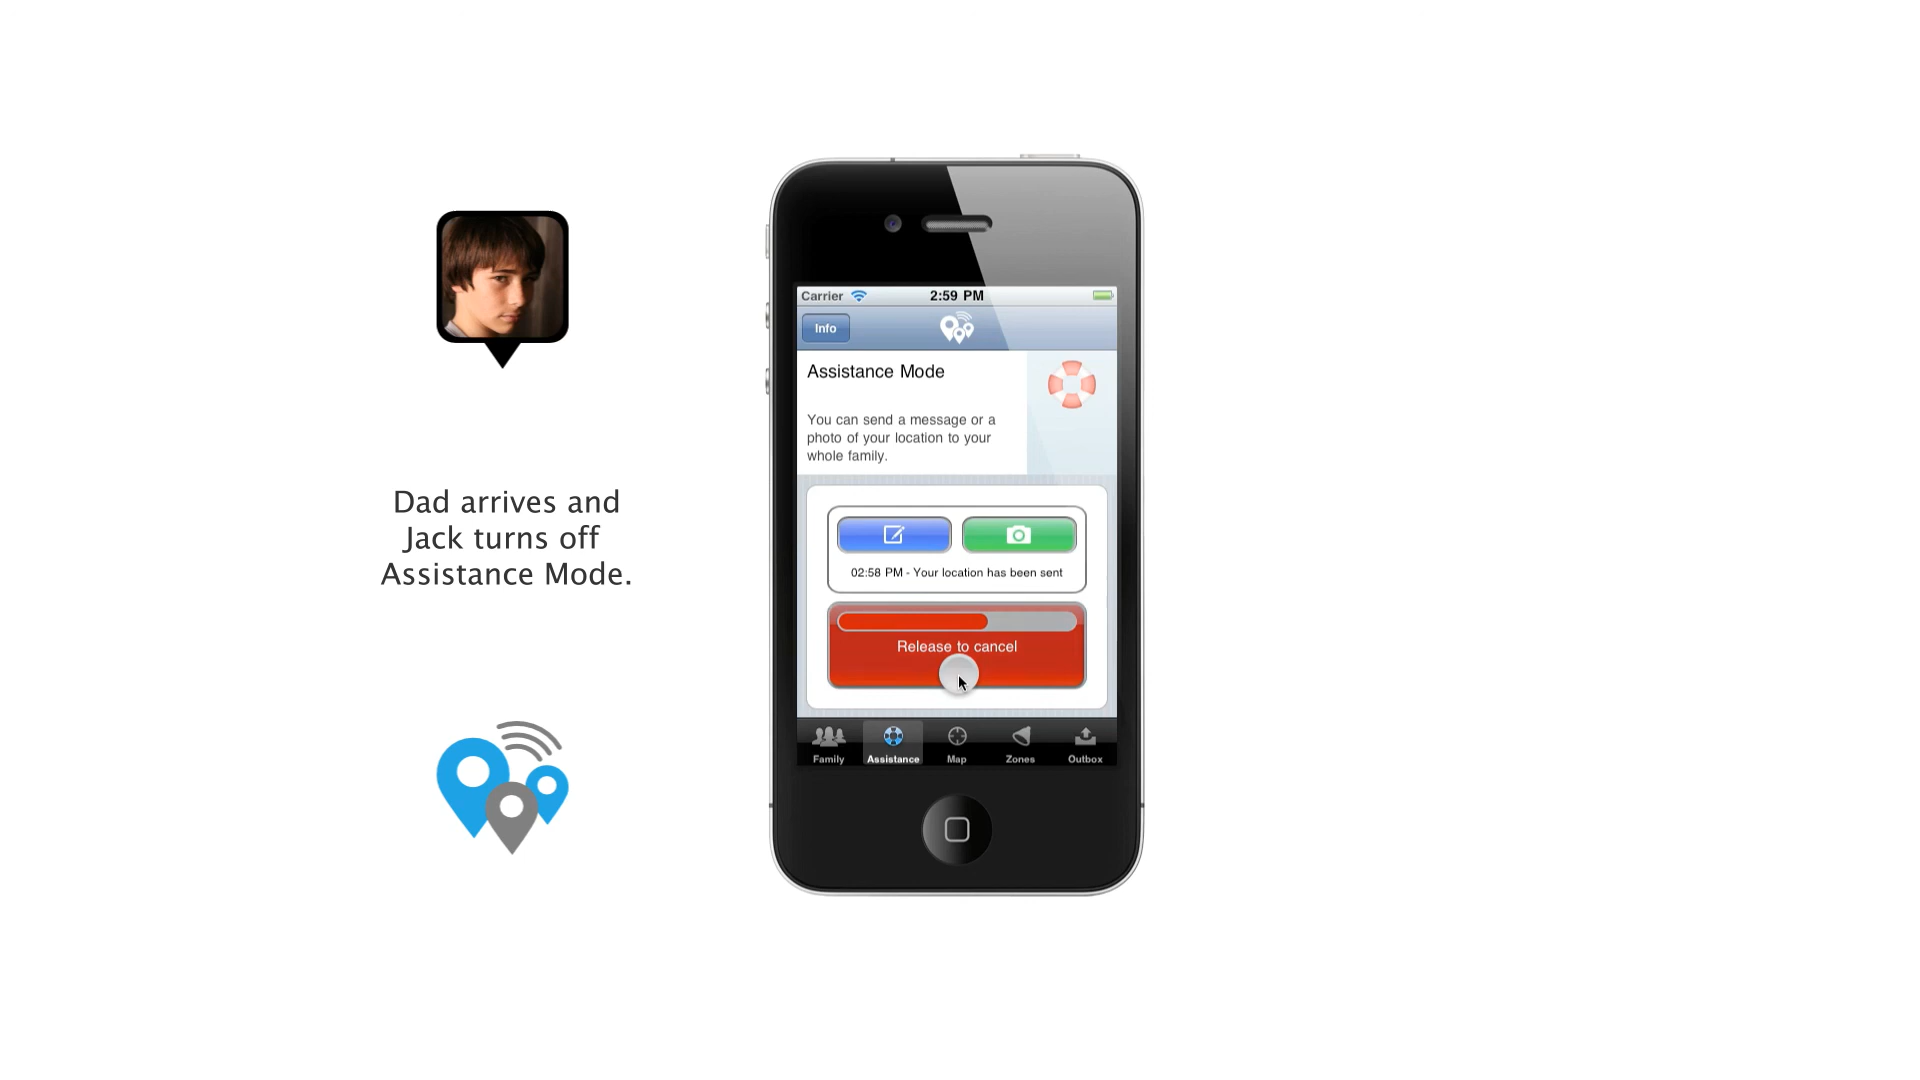 Dad arrives and
Jack turns off
Assistance Mode.
Carrier 2:59 PM
Info
Assistance Mode
You can send a message or a
photo of your location to your
whole family.
02:58 PM - Your location has been sent
Release to cancel
Family Assistance Map Zones Outbox